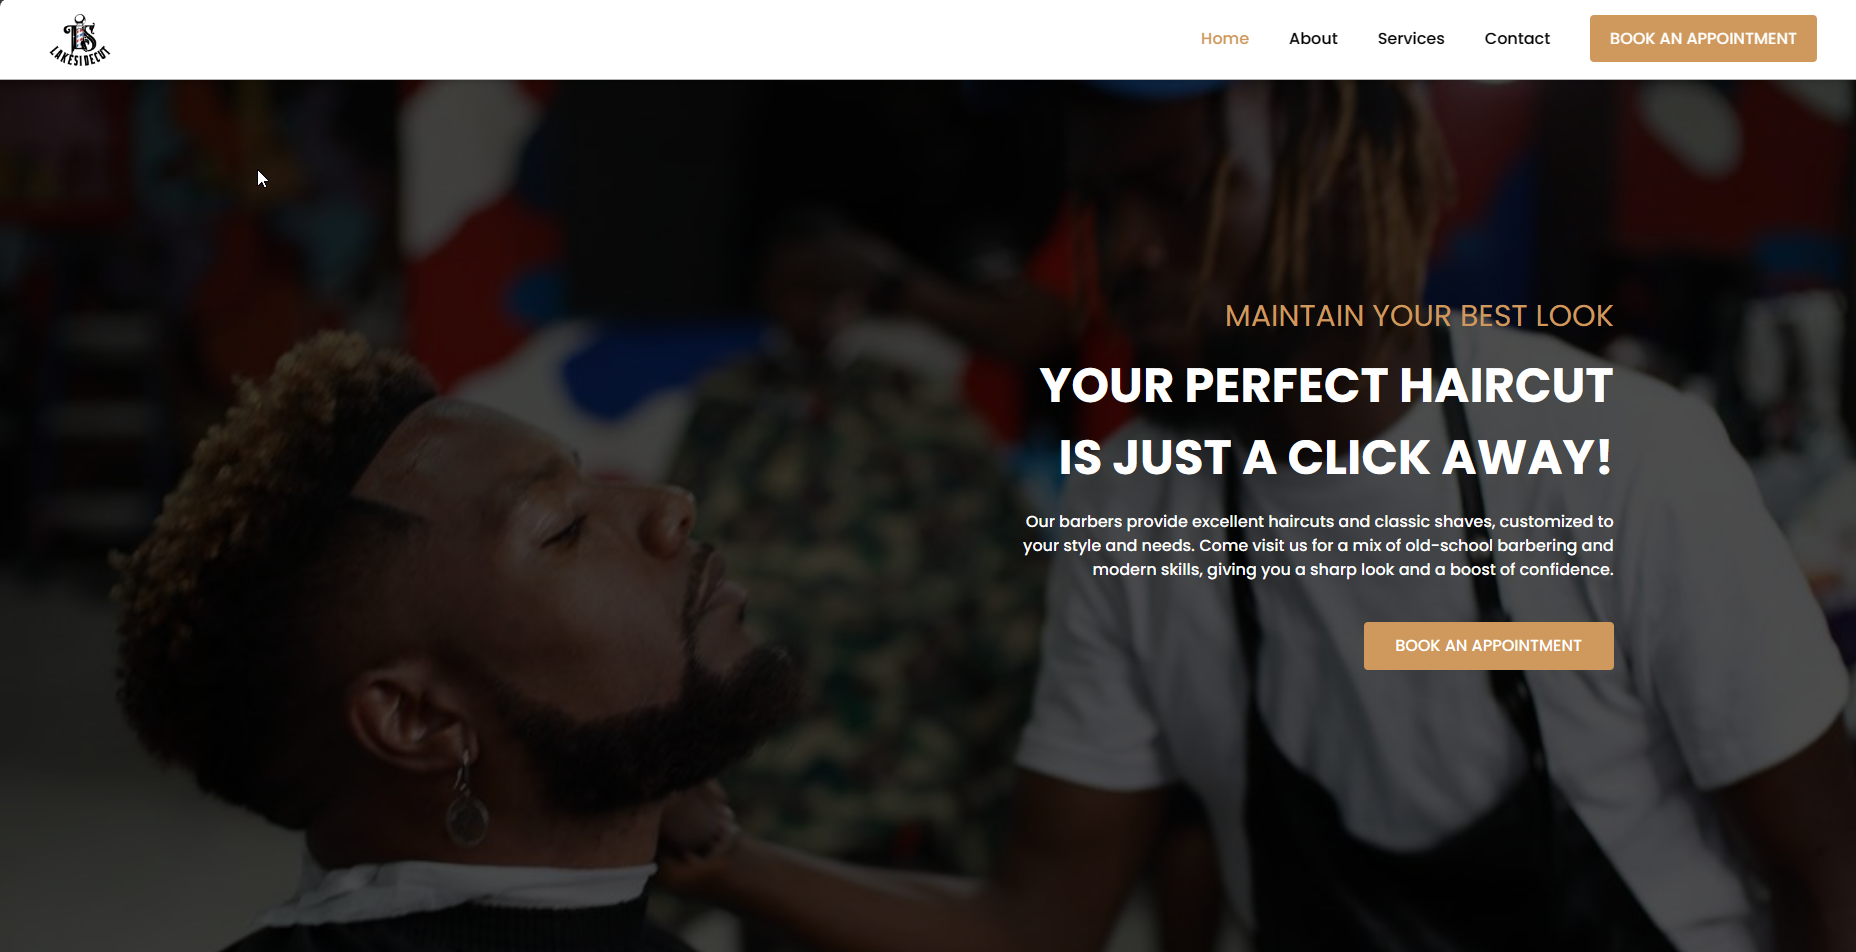 LS
LAKESIDECUT
Home
About
Services
Contact
BOOK AN APPOINTMENT
MAINTAIN YOUR BEST LOOK
YOUR PERFECT HAIRCUT
IS JUST A CLICK AWAY!
Our barbers provide excellent haircuts and classic shaves, customized to
your style and needs. Come visit us for a mix of old-school barbering and
modern skills, giving you a sharp look and a boost of confidence.
BOOK AN APPOINTMENT